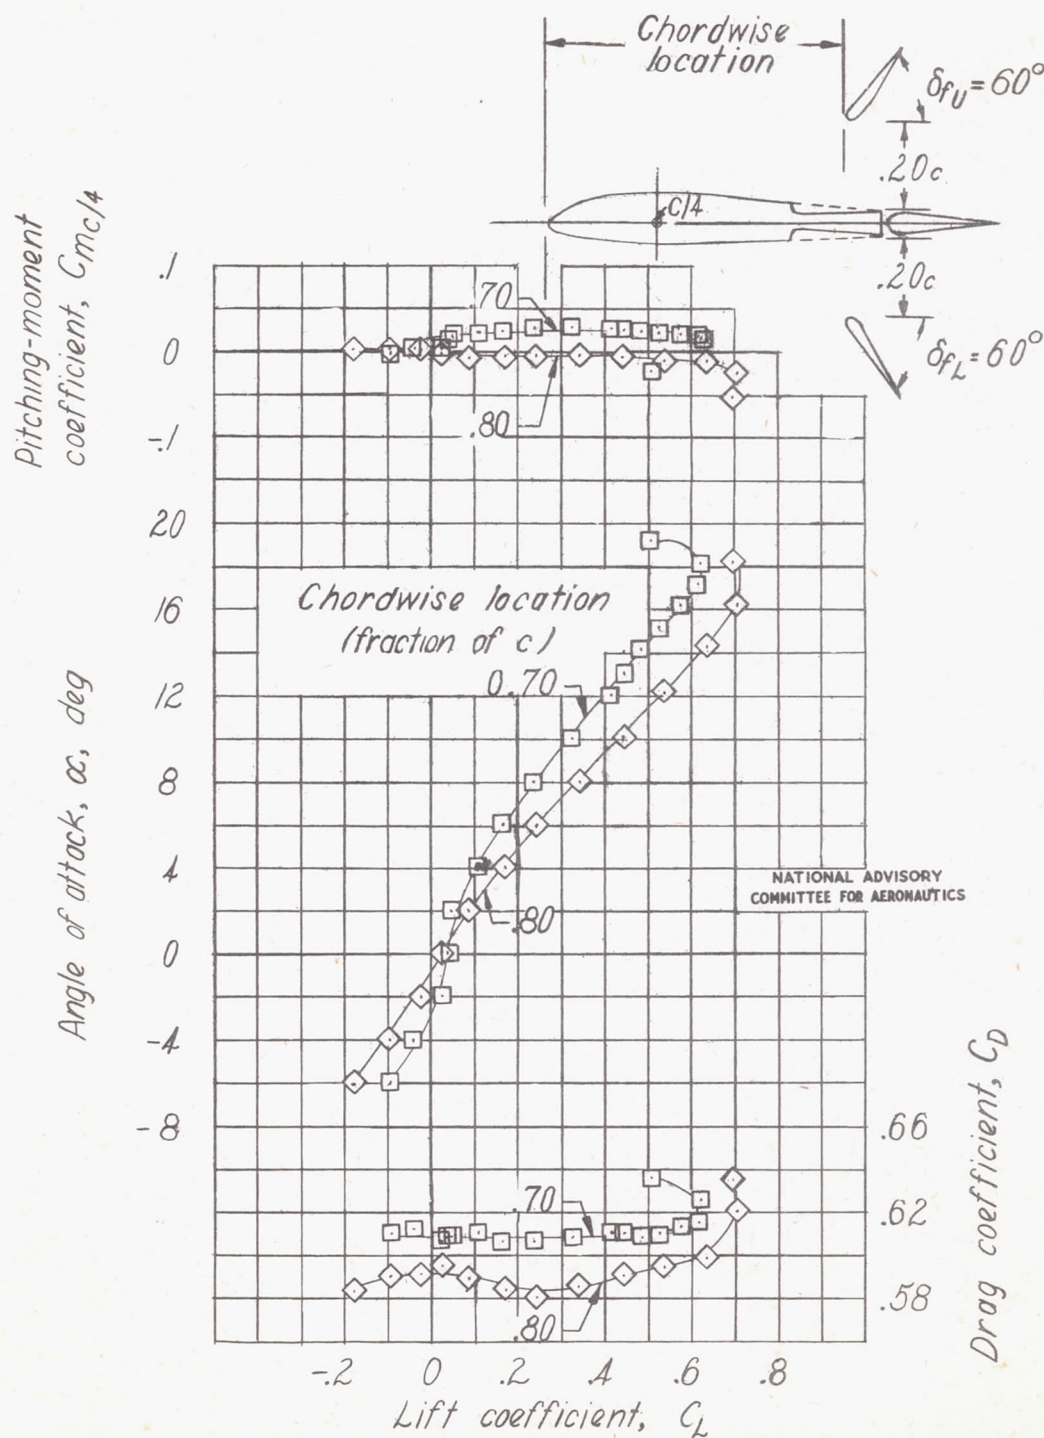 Chordwise
location
δfU = 60°
.20c
c/4
.20c
δfL = 60°
Pitching-moment
coefficient, Cmc/4
.1
0
-.1
.70
.80
20
16
12
8
4
0
-4
-8
Angle of attack, α, deg
Chordwise location
(fraction of c)
0.70
.80
NATIONAL ADVISORY
COMMITTEE FOR AERONAUTICS
.66
.62
.58
Drag coefficient, CD
.70
.80
-.2 0 .2 .4 .6 .8
Lift coefficient, CL